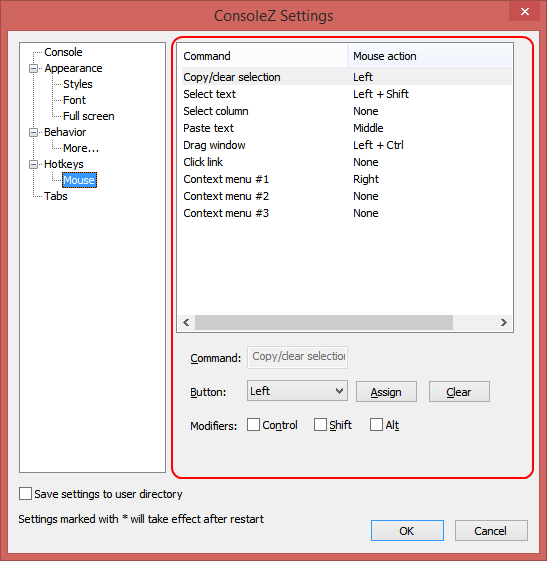 ConsoleZ Settings
Console
Appearance
Styles
Font
Full screen
Behavior
More...
Hotkeys
Mouse
Tabs
Command Mouse action
Copy/clear selection Left
Select text Left + Shift
Select column None
Paste text Middle
Drag window Left + Ctrl
Click link None
Context menu #1 Right
Context menu #2 None
Context menu #3 None
Command: Copy/clear selection
Button: Left Assign Clear
Modifiers: Control Shift Alt
Save settings to user directory
Settings marked with * will take effect after restart
OK Cancel